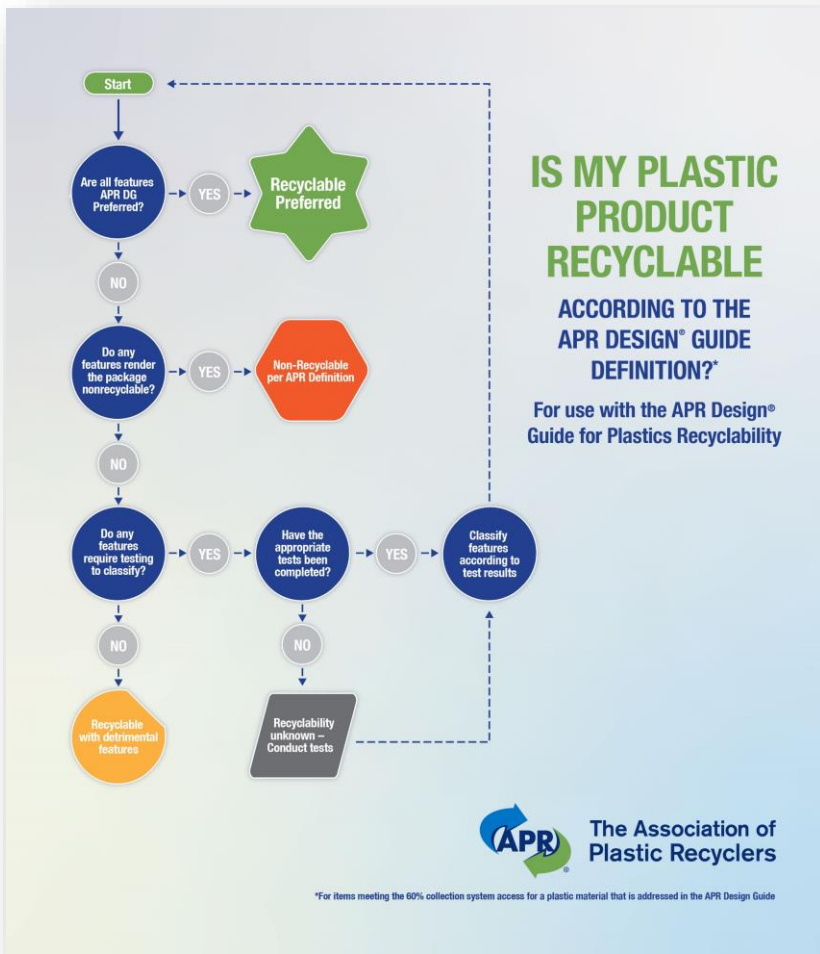 Start
Are all features
APR DG
Preferred?
YES
Recyclable
Preferred
NO
Do any
features render
the package
nonrecyclable?
YES
Non-Recyclable
per APR Definition
NO
Do any
features
require testing
to classify?
YES
Have the
appropriate
tests been
completed?
YES
Classify
features
according to
test results
NO
NO
Recyclable
with detrimental
features
Recyclability
unknown –
Conduct tests
IS MY PLASTIC
PRODUCT
RECYCLABLE
ACCORDING TO THE
APR DESIGN® GUIDE
DEFINITION?*
For use with the APR Design®
Guide for Plastics Recyclability
APR®
The Association of
Plastic Recyclers
*For items meeting the 60% collection system access for a plastic material that is addressed in the APR Design Guide